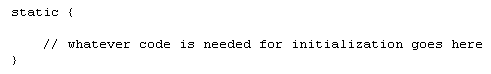 static {
    // whatever code is needed for initialization goes here
}